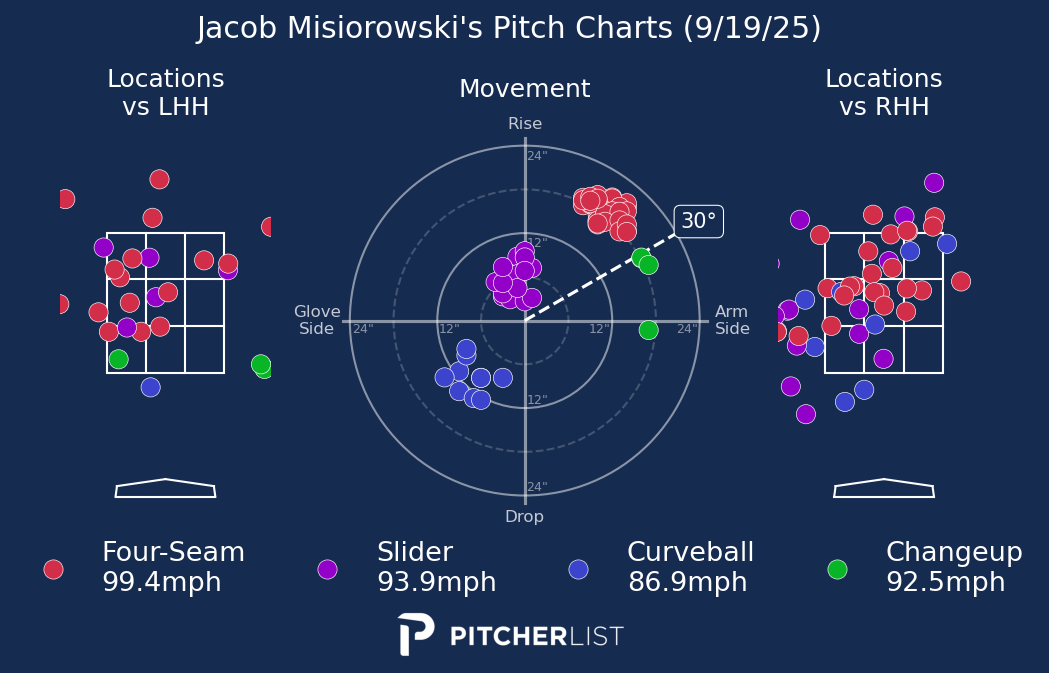 Jacob Misiorowski's Pitch Charts (9/19/25)
Locations
vs LHH
Movement
Locations
vs RHH
Rise
24"
12"
30°
Glove
Side
24"
12"
12"
24"
Arm
Side
12"
24"
Drop
Four-Seam
99.4mph
Slider
93.9mph
Curveball
86.9mph
Changeup
92.5mph
PITCHERLIST